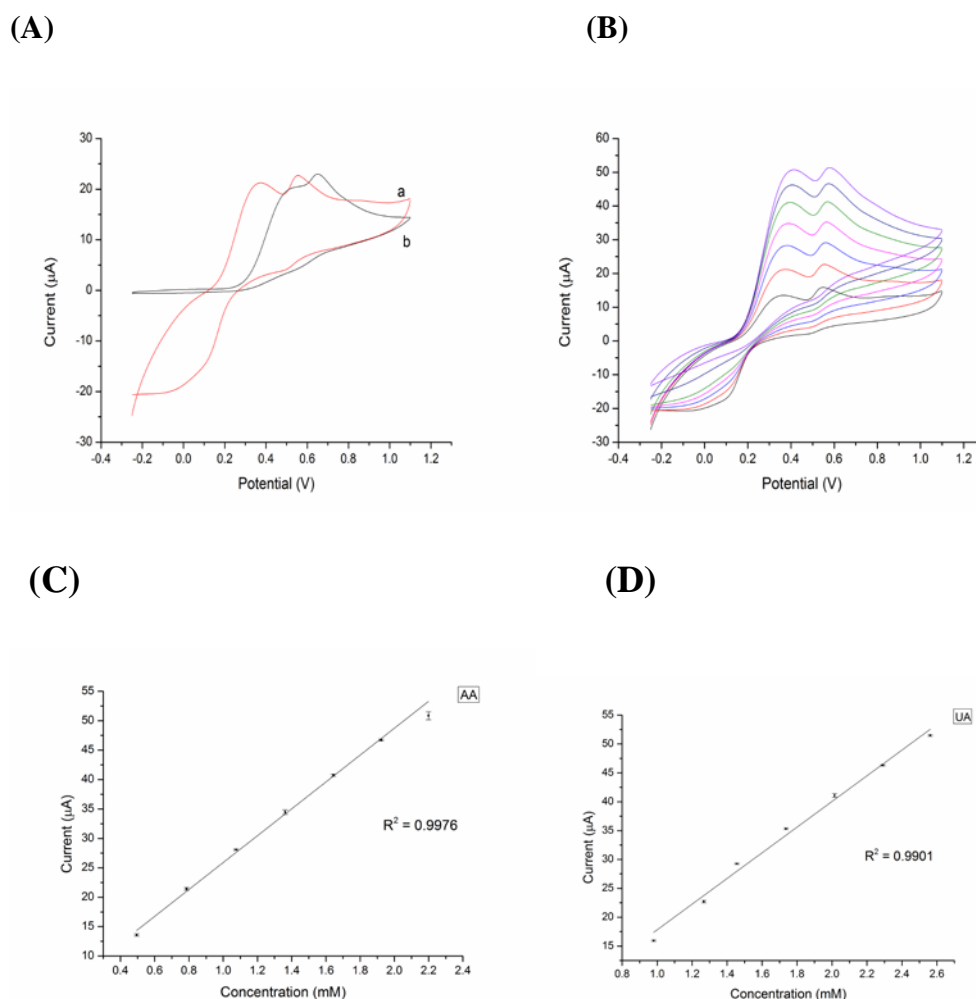 (A)
(B)
30
20
10
0
-10
-20
-30
Current (μA)
a
b
-0.4 -0.2 0.0 0.2 0.4 0.6 0.8 1.0 1.2
Potential (V)
60
50
40
30
20
10
0
-10
-20
-30
Current (μA)
-0.4 -0.2 0.0 0.2 0.4 0.6 0.8 1.0 1.2
Potential (V)
(C)
(D)
55
50
45
40
35
30
25
20
15
10
Current (μA)
AA
R² = 0.9976
0.4 0.6 0.8 1.0 1.2 1.4 1.6 1.8 2.0 2.2 2.4
Concentration (mM)
55
50
45
40
35
30
25
20
15
Current (μA)
UA
R² = 0.9901
0.8 1.0 1.2 1.4 1.6 1.8 2.0 2.2 2.4 2.6
Concentration (mM)